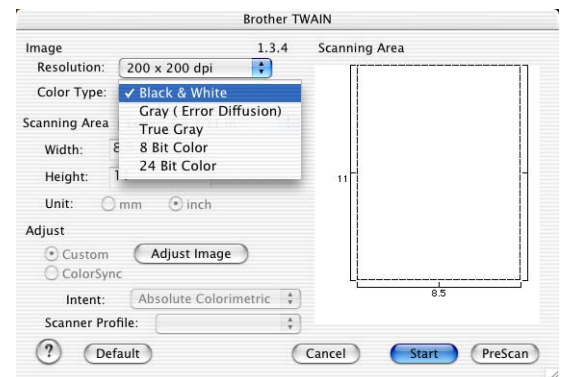 Brother TWAIN
Image 1.3.4
Resolution: 200 x 200 dpi
Color Type: ✓ Black & White
Gray ( Error Diffusion)
True Gray
8 Bit Color
24 Bit Color
Scanning Area
Width: 8
Height:
Unit: mm inch
Adjust
Custom Adjust Image
ColorSync
Intent: Absolute Colorimetric
Scanner Profile:
? Default
Scanning Area
11
8.5
Cancel Start PreScan